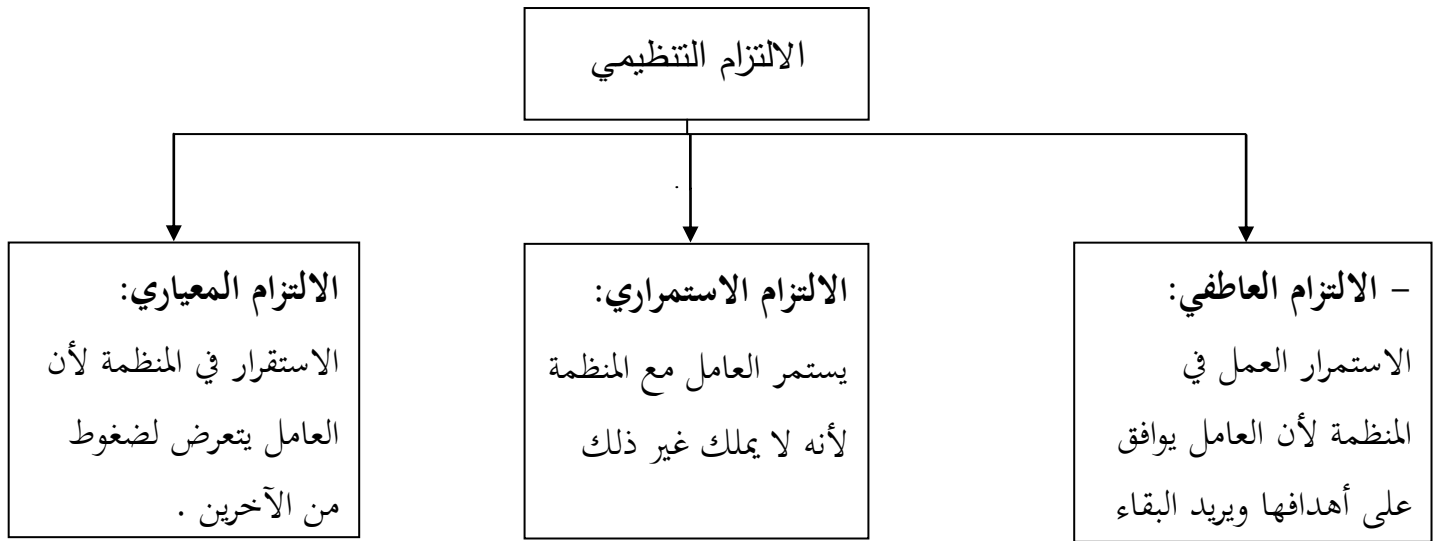 الالتزام التنظيمي
– الالتزام العاطفي:
الاستمرار العمل في
المنظمة لأن العامل يوافق
على أهدافها ويريد البقاء
الالتزام الاستمراري:
يستمر العامل مع المنظمة
لأنه لا يملك غير ذلك
الالتزام المعياري:
الاستقرار في المنظمة لأن
العامل يتعرض لضغوط
من الآخرين .